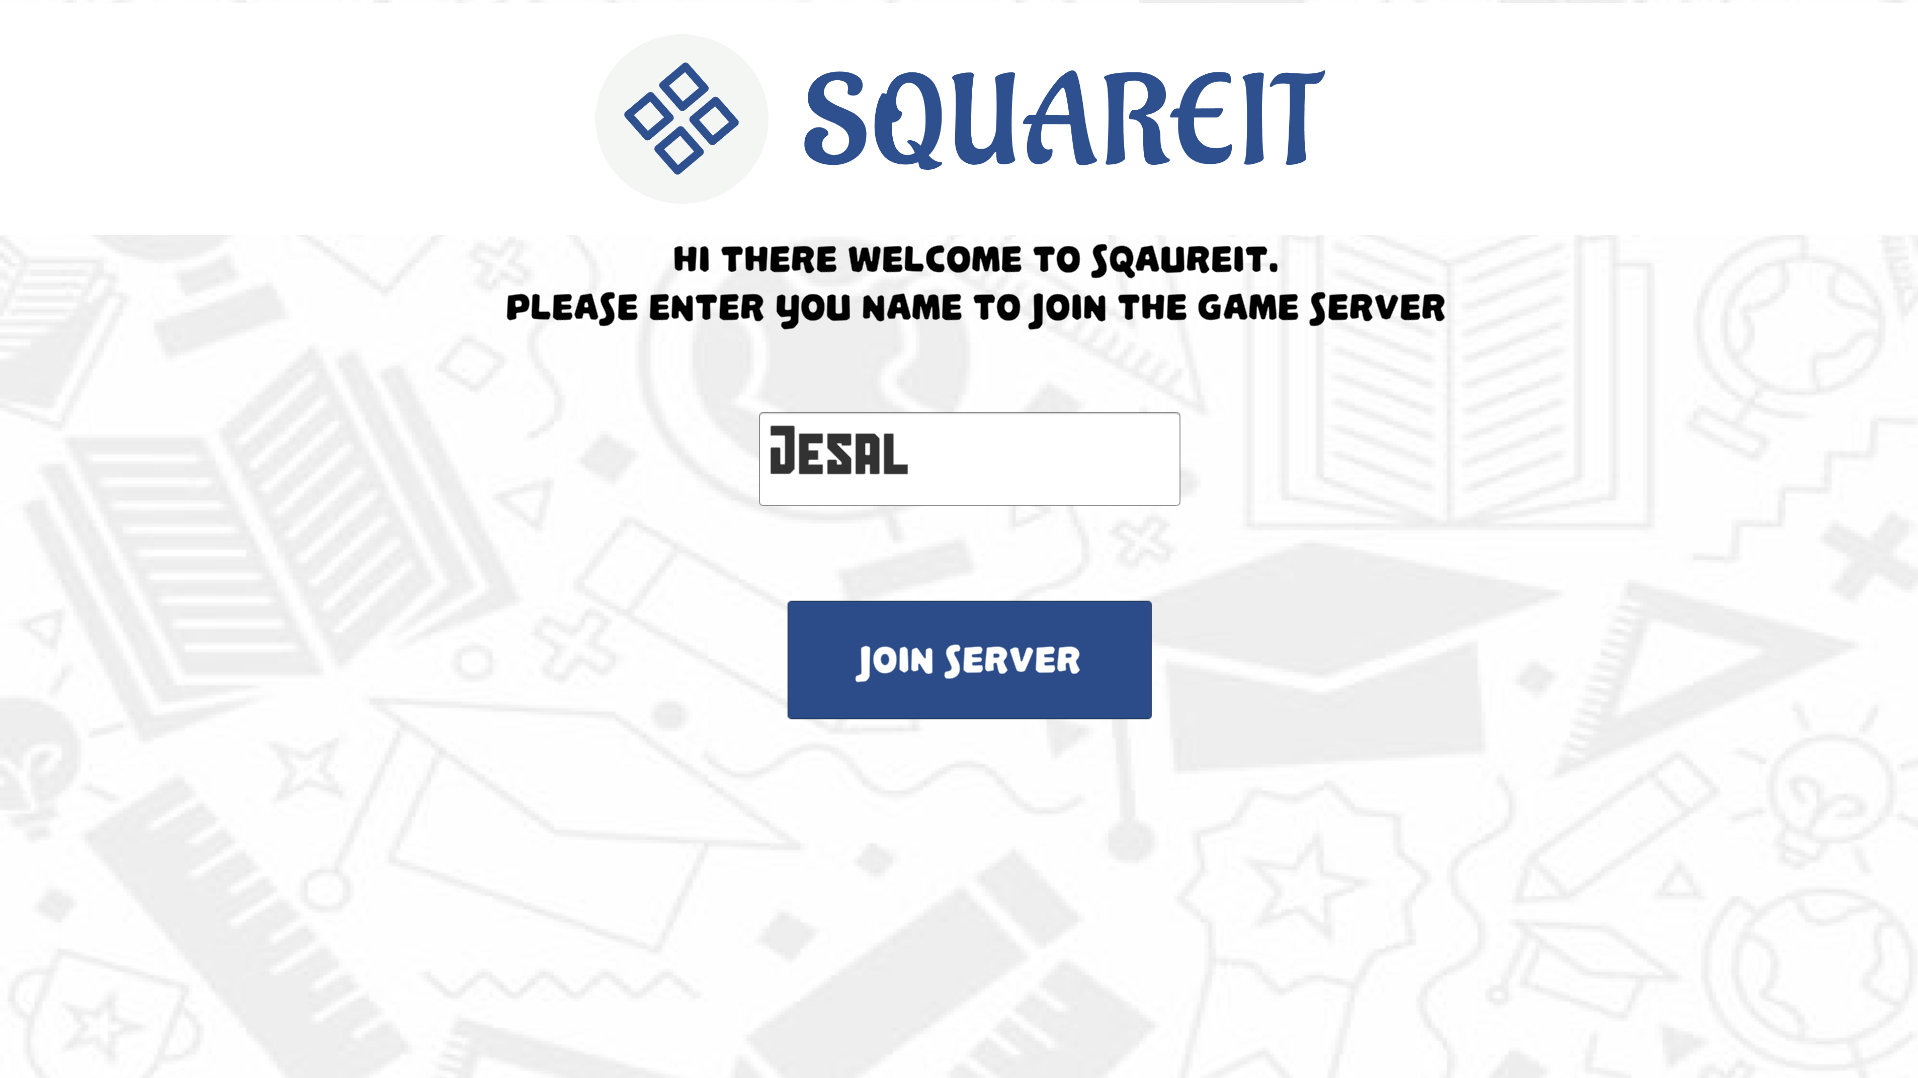 SQUAREIT
HI THERE WELCOME TO SQAUREIT.
PLEASE ENTER YOU NAME TO JOIN THE GAME SERVER
JESAL
JOIN SERVER